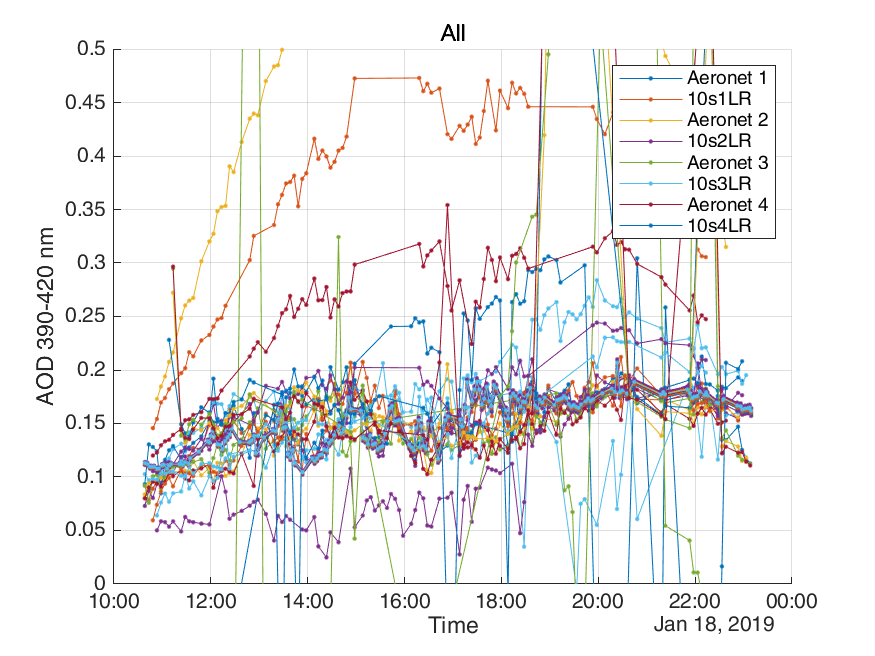 All
0.5
0.45
0.4
0.35
0.3
0.25
0.2
0.15
0.1
0.05
0
AOD 390-420 nm
Aeronet 1
10s1LR
Aeronet 2
10s2LR
Aeronet 3
10s3LR
Aeronet 4
10s4LR
10:00 12:00 14:00 16:00 18:00 20:00 22:00 00:00
Time
Jan 18, 2019